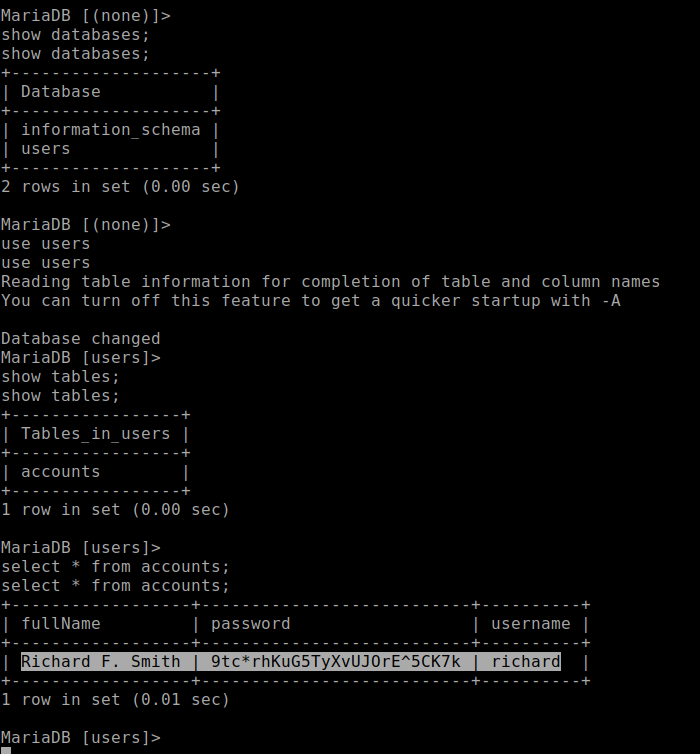 MariaDB [(none)]>
show databases;
show databases;
+--------------------+
| Database           |
+--------------------+
| information_schema |
| users              |
+--------------------+
2 rows in set (0.00 sec)
MariaDB [(none)]>
use users
use users
Reading table information for completion of table and column names
You can turn off this feature to get a quicker startup with -A
Database changed
MariaDB [users]>
show tables;
show tables;
+-----------------+
| Tables_in_users |
+-----------------+
| accounts        |
+-----------------+
1 row in set (0.00 sec)
MariaDB [users]>
select * from accounts;
select * from accounts;
+------------------+---------------------------+----------+
| fullName         | password                  | username |
+------------------+---------------------------+----------+
| Richard F. Smith | 9tc*rhKuG5TyXvUJOrE^5CK7k | richard  |
+------------------+---------------------------+----------+
1 row in set (0.01 sec)
MariaDB [users]>